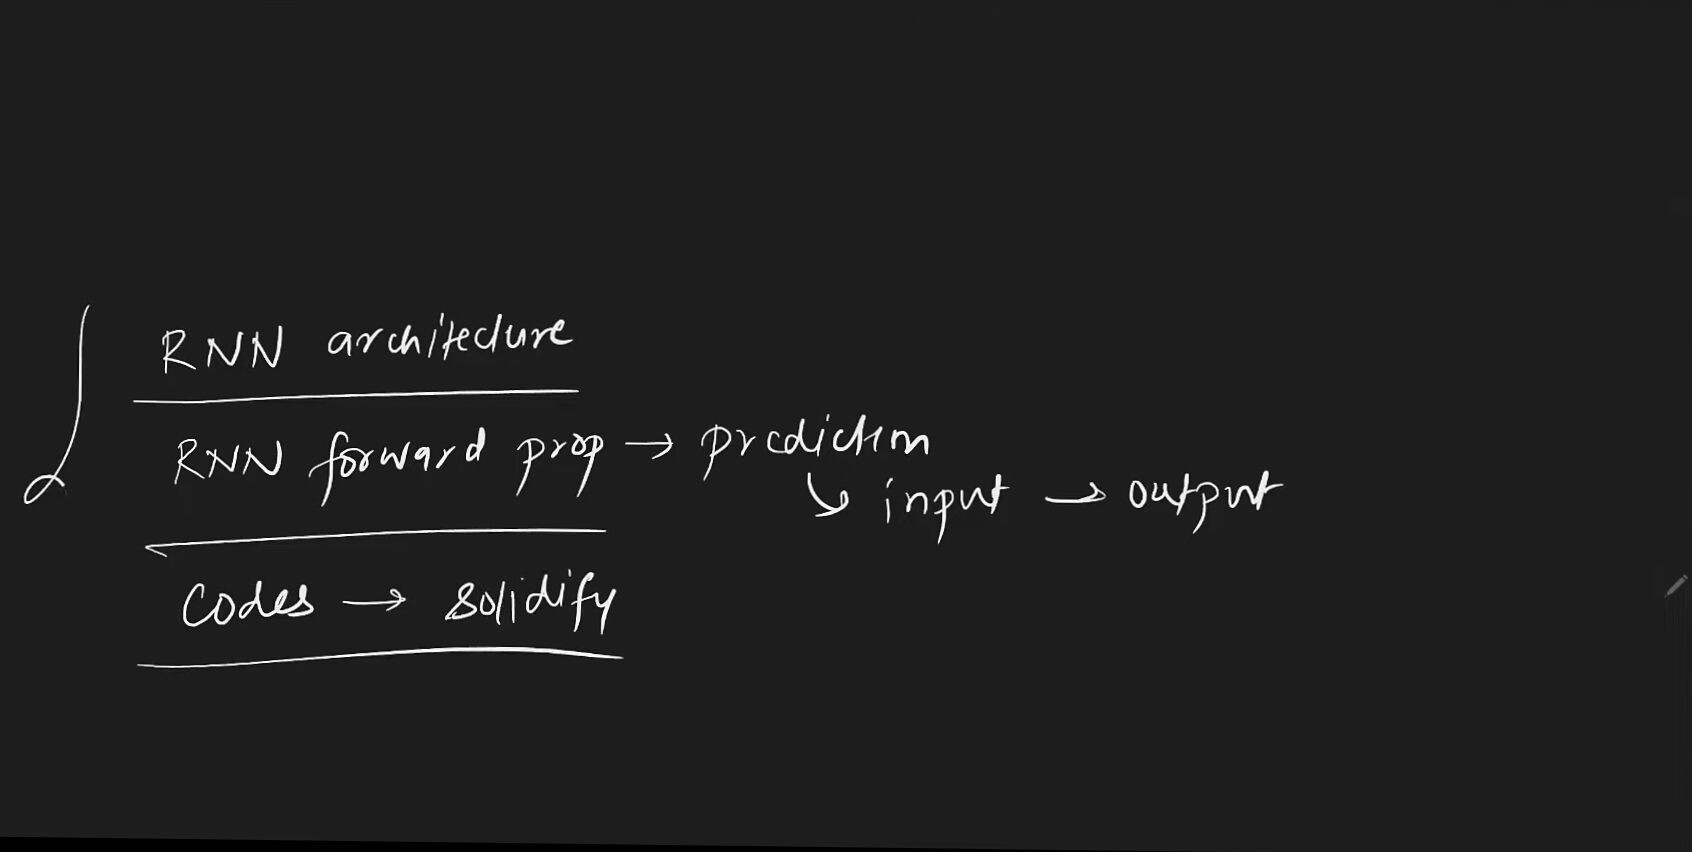 RNN architecture
RNN forward prop → prediction
↳ input → output
Codes → solidify